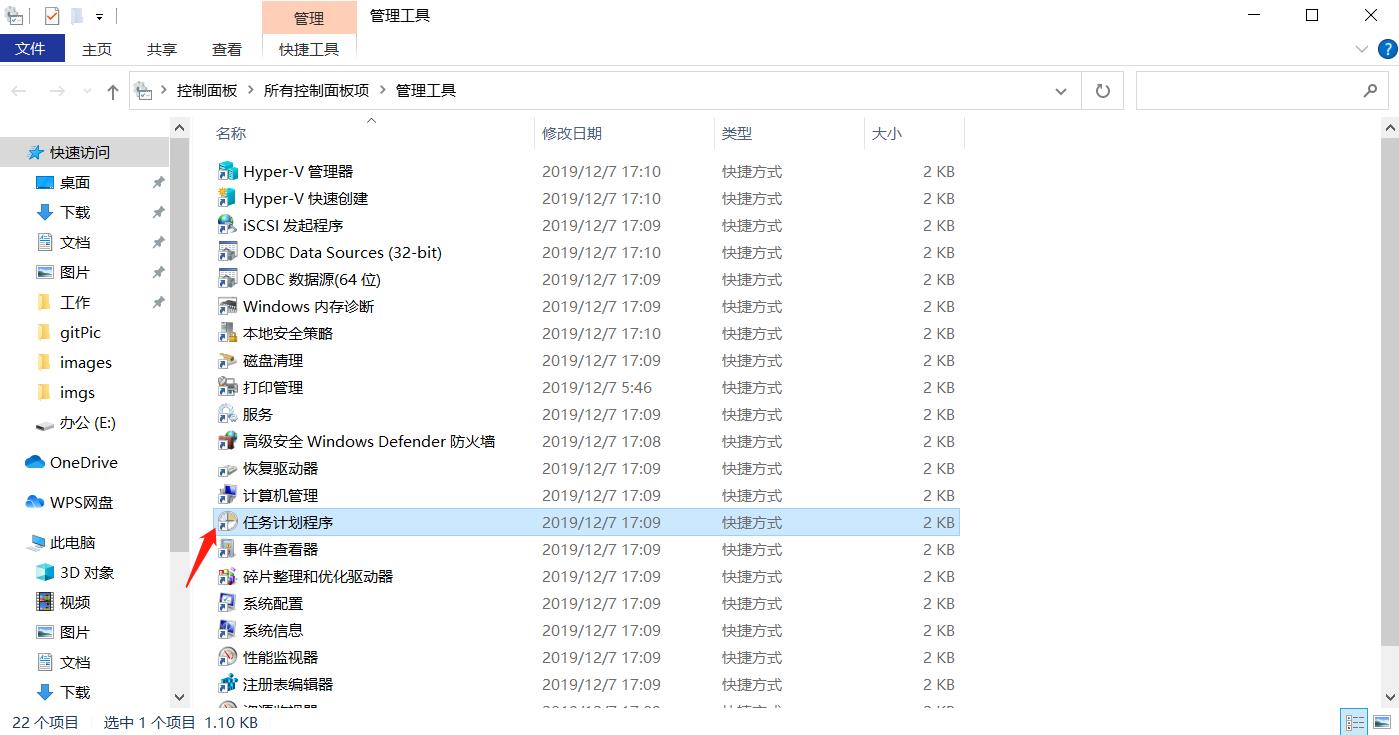 管理
管理工具
文件
主页
共享
查看
快捷工具
?
控制面板 > 所有控制面板项 > 管理工具
快速访问
桌面
下载
文档
图片
工作
gitPic
images
imgs
办公 (E:)
OneDrive
WPS网盘
此电脑
3D 对象
视频
图片
文档
下载
名称 修改日期 类型 大小
Hyper-V 管理器 2019/12/7 17:10 快捷方式 2 KB
Hyper-V 快速创建 2019/12/7 17:10 快捷方式 2 KB
iSCSI 发起程序 2019/12/7 17:09 快捷方式 2 KB
ODBC Data Sources (32-bit) 2019/12/7 17:10 快捷方式 2 KB
ODBC 数据源(64 位) 2019/12/7 17:09 快捷方式 2 KB
Windows 内存诊断 2019/12/7 17:09 快捷方式 2 KB
本地安全策略 2019/12/7 17:10 快捷方式 2 KB
磁盘清理 2019/12/7 17:09 快捷方式 2 KB
打印管理 2019/12/7 5:46 快捷方式 2 KB
服务 2019/12/7 17:09 快捷方式 2 KB
高级安全 Windows Defender 防火墙 2019/12/7 17:08 快捷方式 2 KB
恢复驱动器 2019/12/7 17:09 快捷方式 2 KB
计算机管理 2019/12/7 17:09 快捷方式 2 KB
任务计划程序 2019/12/7 17:09 快捷方式 2 KB
事件查看器 2019/12/7 17:09 快捷方式 2 KB
碎片整理和优化驱动器 2019/12/7 17:09 快捷方式 2 KB
系统配置 2019/12/7 17:09 快捷方式 2 KB
系统信息 2019/12/7 17:09 快捷方式 2 KB
性能监视器 2019/12/7 17:09 快捷方式 2 KB
注册表编辑器 2019/12/7 17:09 快捷方式 2 KB
22 个项目 选中 1 个项目 1.10 KB